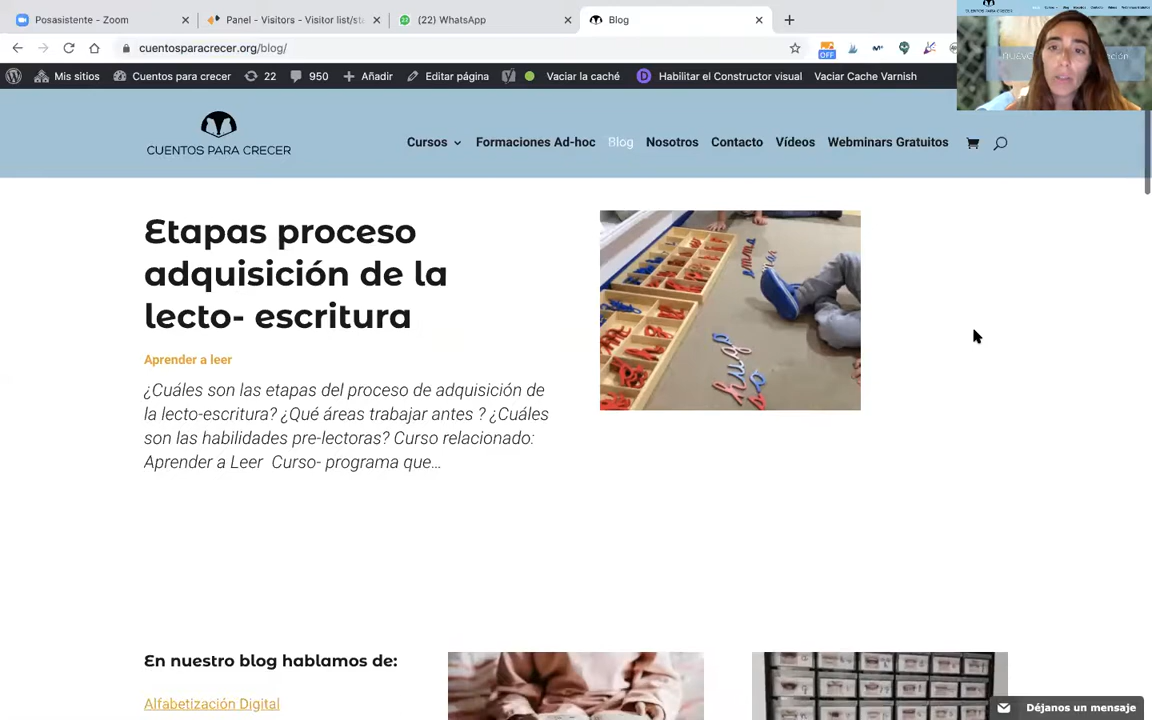 Posasistente - Zoom
Panel - Visitors - Visitor list/sta
(22) WhatsApp
Blog
cuentosparacrecer.org/blog/
OFF
Mis sitios
Cuentos para crecer
22
950
Añadir
Editar página
Vaciar la caché
Habilitar el Constructor visual
Vaciar Cache Varnish
CUENTOS PARA CRECER
Cursos
Formaciones Ad-hoc
Blog
Nosotros
Contacto
Vídeos
Webminars Gratuitos
Etapas proceso
adquisición de la
lecto- escritura
Aprender a leer
¿Cuáles son las etapas del proceso de adquisición de
la lecto-escritura? ¿Qué áreas trabajar antes ? ¿Cuáles
son las habilidades pre-lectoras? Curso relacionado:
Aprender a Leer  Curso- programa que...
En nuestro blog hablamos de:
Alfabetización Digital
Déjanos un mensaje